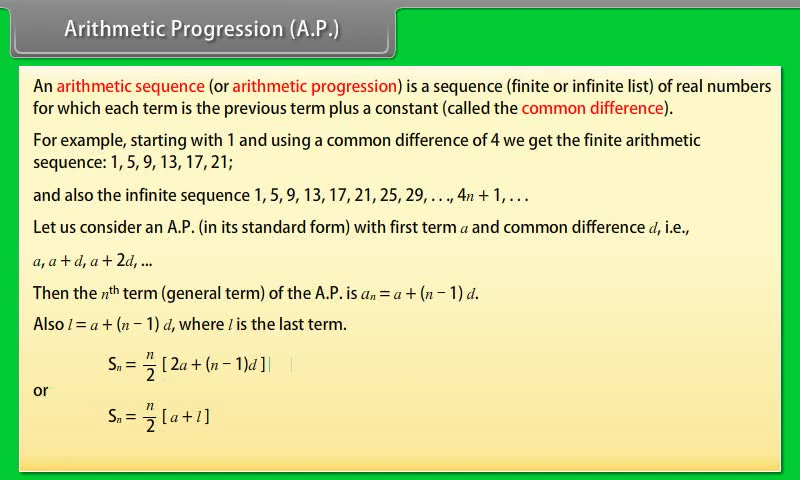 Arithmetic Progression (A.P.)
An arithmetic sequence (or arithmetic progression) is a sequence (finite or infinite list) of real numbers
for which each term is the previous term plus a constant (called the common difference).
For example, starting with 1 and using a common difference of 4 we get the finite arithmetic
sequence: 1, 5, 9, 13, 17, 21;
and also the infinite sequence 1, 5, 9, 13, 17, 21, 25, 29, . . ., 4n + 1, . . .
Let us consider an A.P. (in its standard form) with first term a and common difference d, i.e.,
a, a + d, a + 2d, ...
Then the nth term (general term) of the A.P. is aₙ = a + (n − 1) d.
Also l = a + (n − 1) d, where l is the last term.
Sₙ = n/2 [ 2a + (n − 1)d ]
or
Sₙ = n/2 [ a + l ]